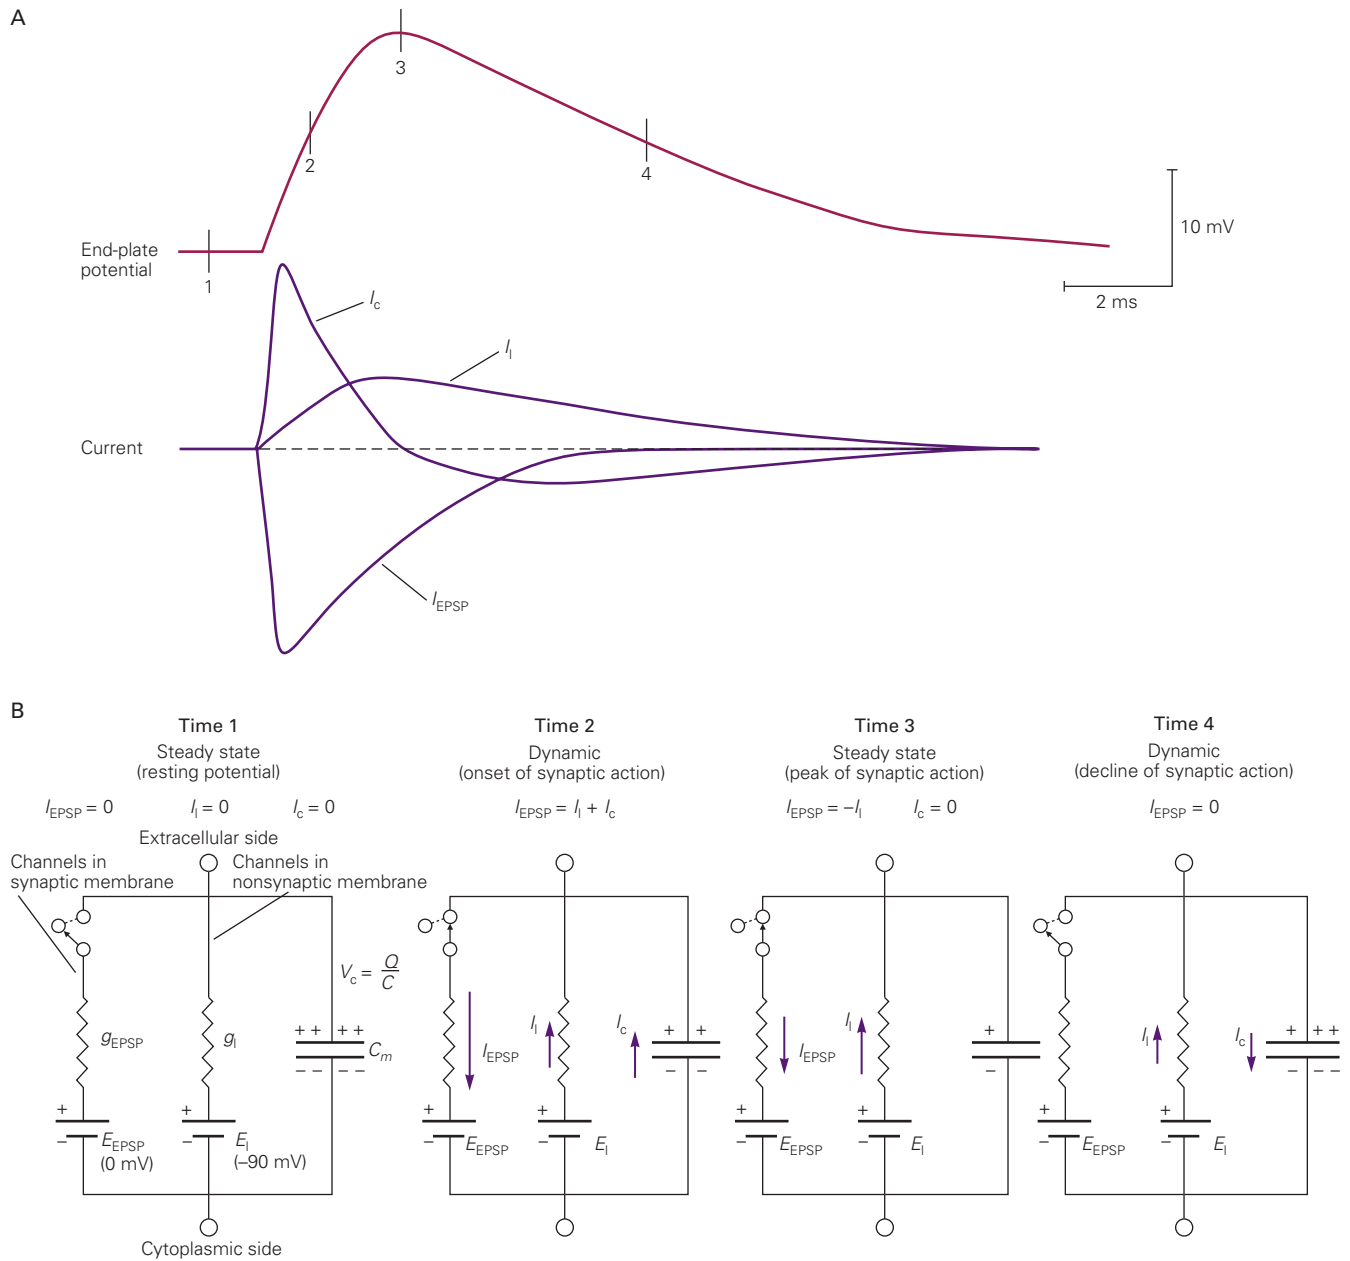 A
3
2
4
10 mV
2 ms
End-plate
potential
1
Ic
Il
Current
IEPSP
B
Time 1
Steady state
(resting potential)
IEPSP = 0 Il = 0 Ic = 0
Extracellular side
Channels in
synaptic membrane
Channels in
nonsynaptic membrane
Vc = Q/C
gEPSP
gl
+ + + +
Cm
– – – –
+
–
EEPSP
(0 mV)
+
–
El
(–90 mV)
Cytoplasmic side
Time 2
Dynamic
(onset of synaptic action)
IEPSP = Il + Ic
IEPSP
Il
Ic
+ +
– –
+
–
EEPSP
+
–
El
Time 3
Steady state
(peak of synaptic action)
IEPSP = –Il Ic = 0
IEPSP
Il
+
–
+
–
EEPSP
+
–
El
Time 4
Dynamic
(decline of synaptic action)
IEPSP = 0
Il
Ic
+ + +
– – –
+
–
EEPSP
+
–
El